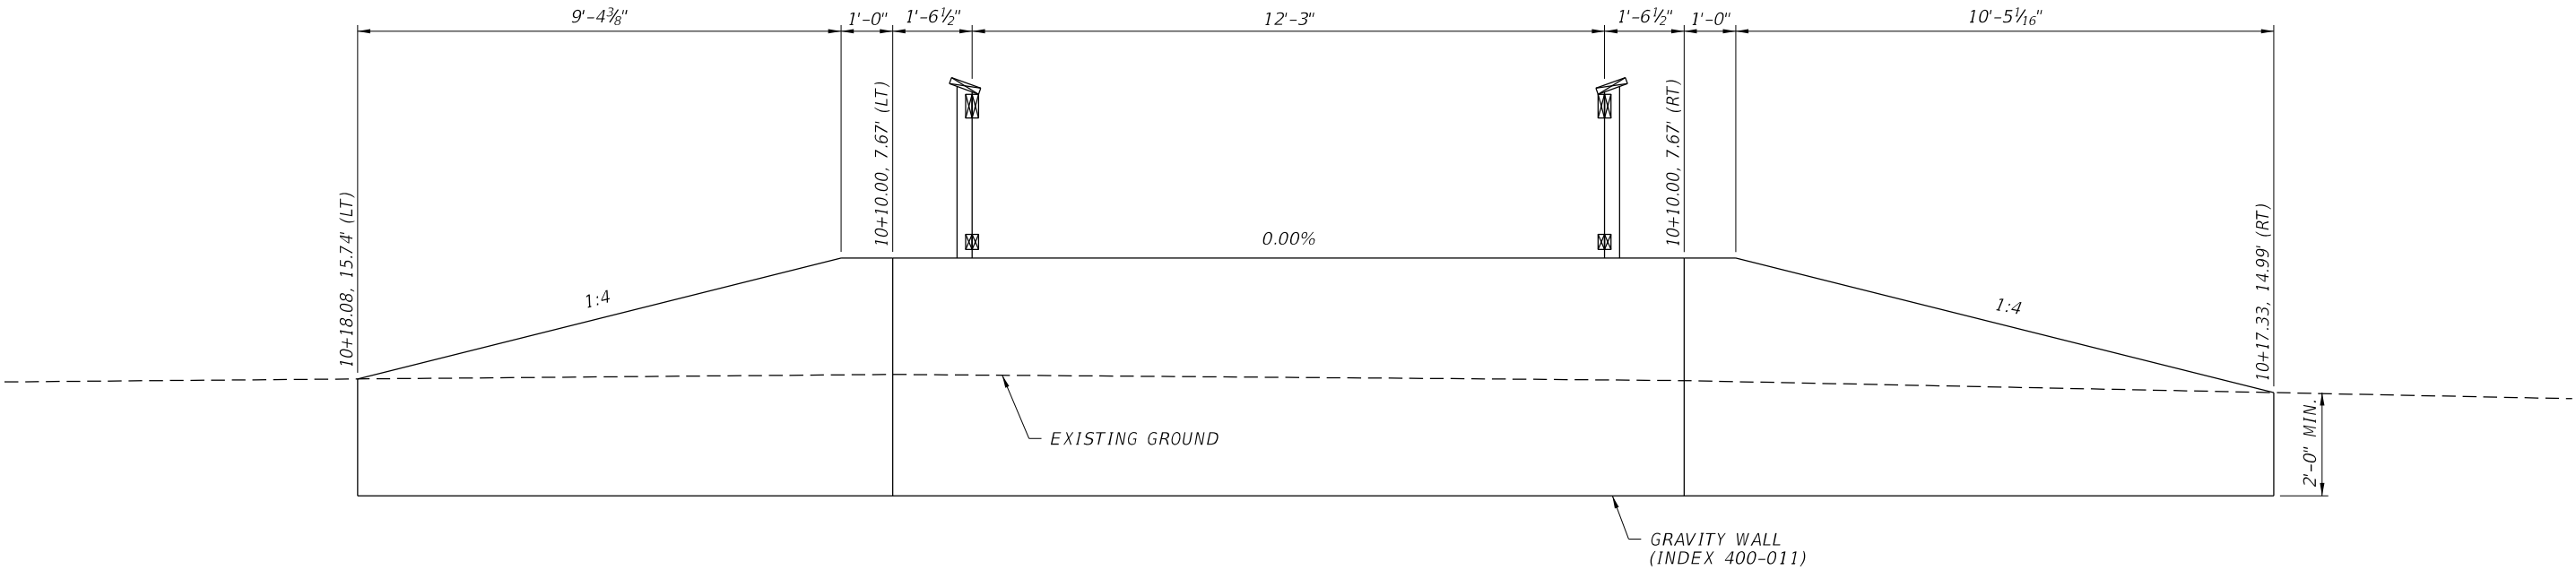 9'-4⅜"
1'-0"
1'-6½"
12'-3"
1'-6½"
1'-0"
10'-5 1/16"
10+18.08, 15.74' (LT)
10+10.00, 7.67' (LT)
10+10.00, 7.67' (RT)
10+17.33, 14.99' (RT)
0.00%
1:4
1:4
EXISTING GROUND
2'-0" MIN.
GRAVITY WALL
(INDEX 400-011)